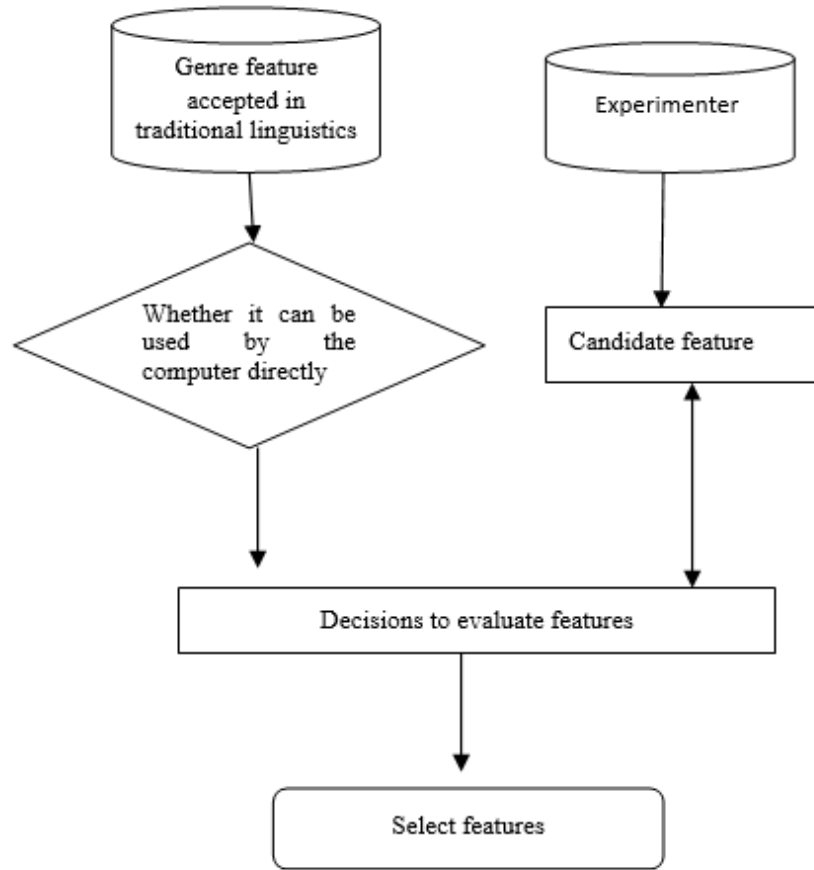 Genre feature
accepted in
traditional linguistics
Experimenter
Whether it can be
used by the
computer directly
Candidate feature
Decisions to evaluate features
Select features